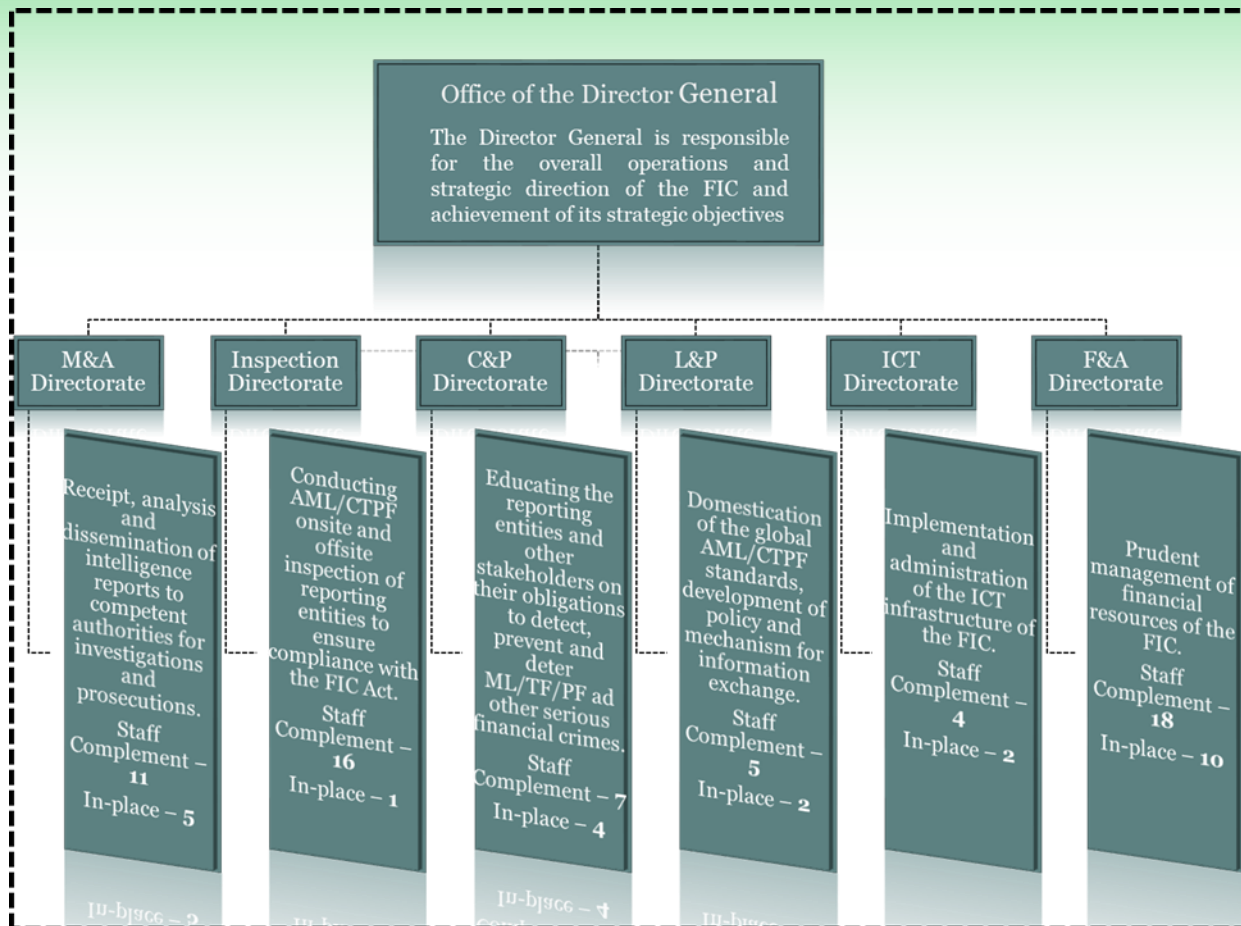 Office of the Director General
The Director General is responsible
for the overall operations and
strategic direction of the FIC and
achievement of its strategic objectives
M&A
Directorate
Inspection
Directorate
C&P
Directorate
L&P
Directorate
ICT
Directorate
F&A
Directorate
Receipt, analysis
and
dissemination of
intelligence
reports to
competent
authorities for
investigations
and
prosecutions.
Staff
Complement –
11
In-place – 5
Conducting
AML/CTPF
onsite and
offsite
inspection of
reporting
entities to
ensure
compliance with
the FIC Act.
Staff
Complement –
16
In-place – 1
Educating the
reporting
entities and
other
stakeholders on
their obligations
to detect,
prevent and
deter
ML/TF/PF ad
other serious
financial crimes.
Staff
Complement – 7
In-place – 4
Domestication
of the global
AML/CTPF
standards,
development of
policy and
mechanism for
information
exchange.
Staff
Complement –
5
In-place – 2
Implementation
and
administration
of the ICT
infrastructure of
the FIC.
Staff
Complement –
4
In-place – 2
Prudent
management of
financial
resources of the
FIC.
Staff
Complement –
18
In-place – 10